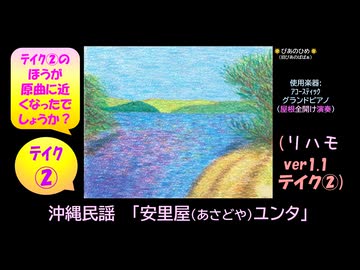 テイク②の
ほうが
原曲に近
くなったで
しょうか？
テイク
②
🌟ぴあのひめ🌟
使用楽器:
ｱｺｰｽﾃｨｯｸ
グランドピアノ
(屋根全開け演奏)
(リハモ
ver1.1
テイク②)
沖縄民謡 「安里屋(あさどや)ユンタ」